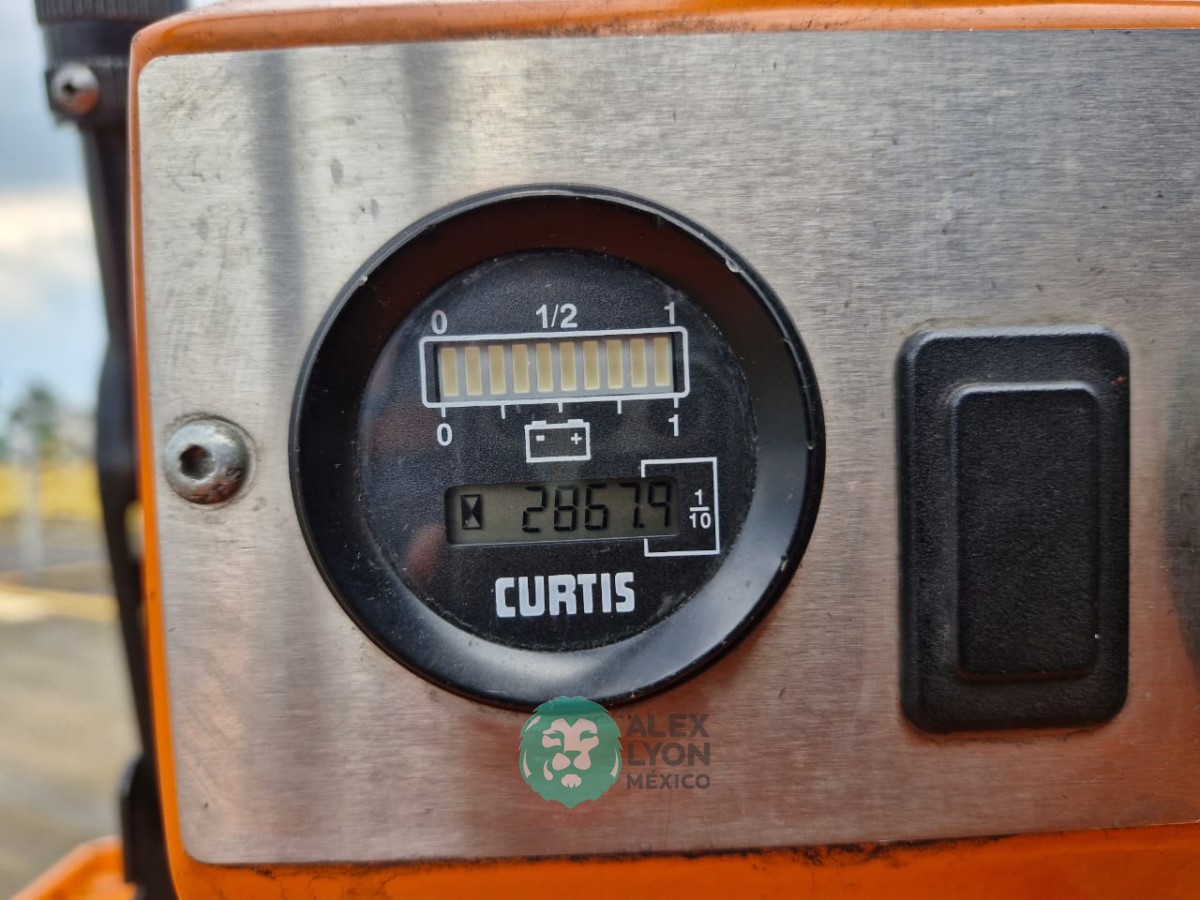 0 1/2 1
0 1
- +
2867.9
1/10
CURTIS
ALEX
LYON
MÉXICO